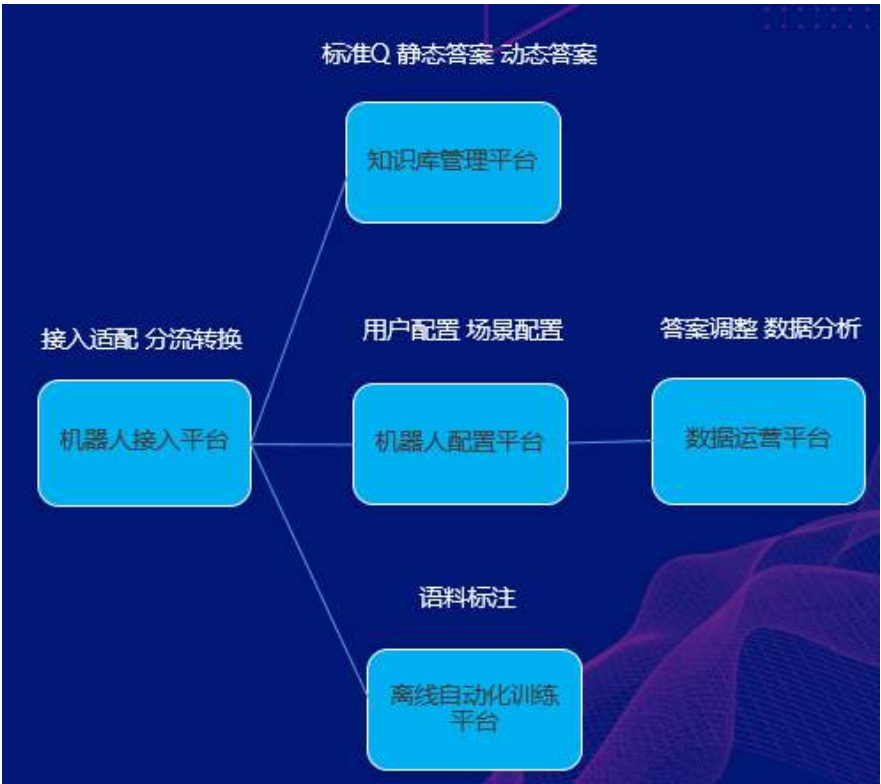 标准Q 静态答案 动态答案
知识库管理平台
接入适配 分流转换
机器人接入平台
用户配置 场景配置
机器人配置平台
答案调整 数据分析
数据运营平台
语料标注
离线自动化训练
平台